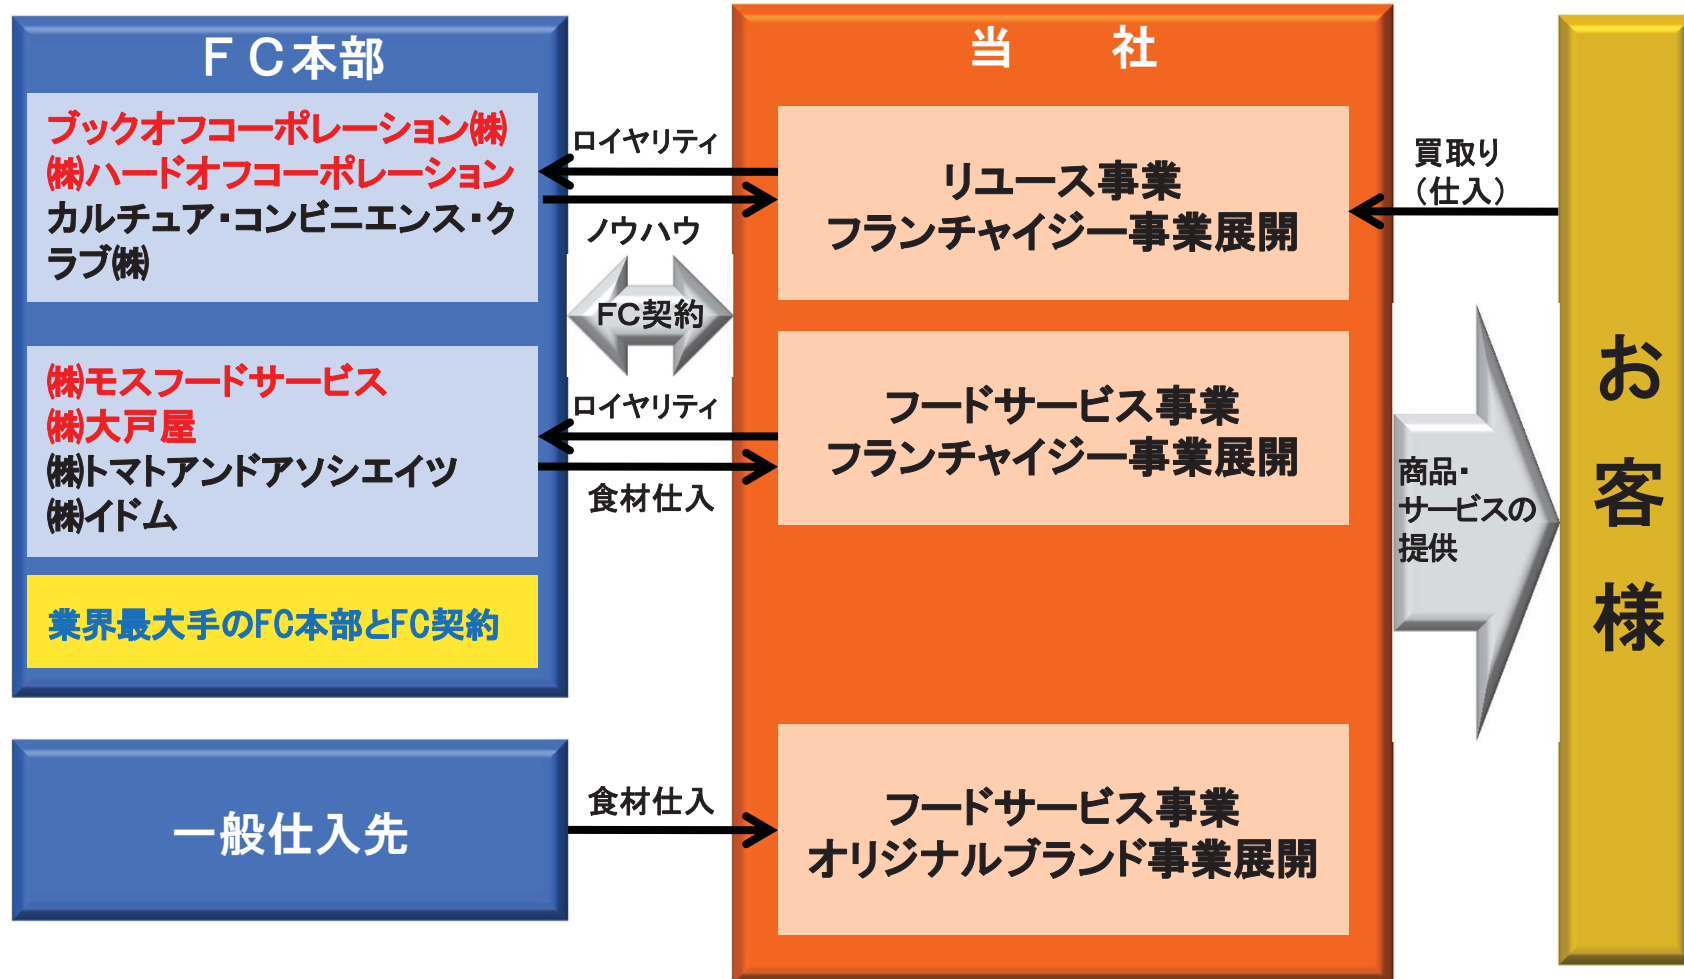 ＦＣ本部
ブックオフコーポレーション㈱
㈱ハードオフコーポレーション
カルチュア・コンビニエンス・ク
ラブ㈱
㈱モスフードサービス
㈱大戸屋
㈱トマトアンドアソシエイツ
㈱イドム
業界最大手のFC本部とFC契約
一般仕入先
ロイヤリティ
ノウハウ
FC契約
ロイヤリティ
食材仕入
食材仕入
当　社
リユース事業
フランチャイジー事業展開
フードサービス事業
フランチャイジー事業展開
フードサービス事業
オリジナルブランド事業展開
買取り
（仕入）
商品・
サービスの
提供
お客様